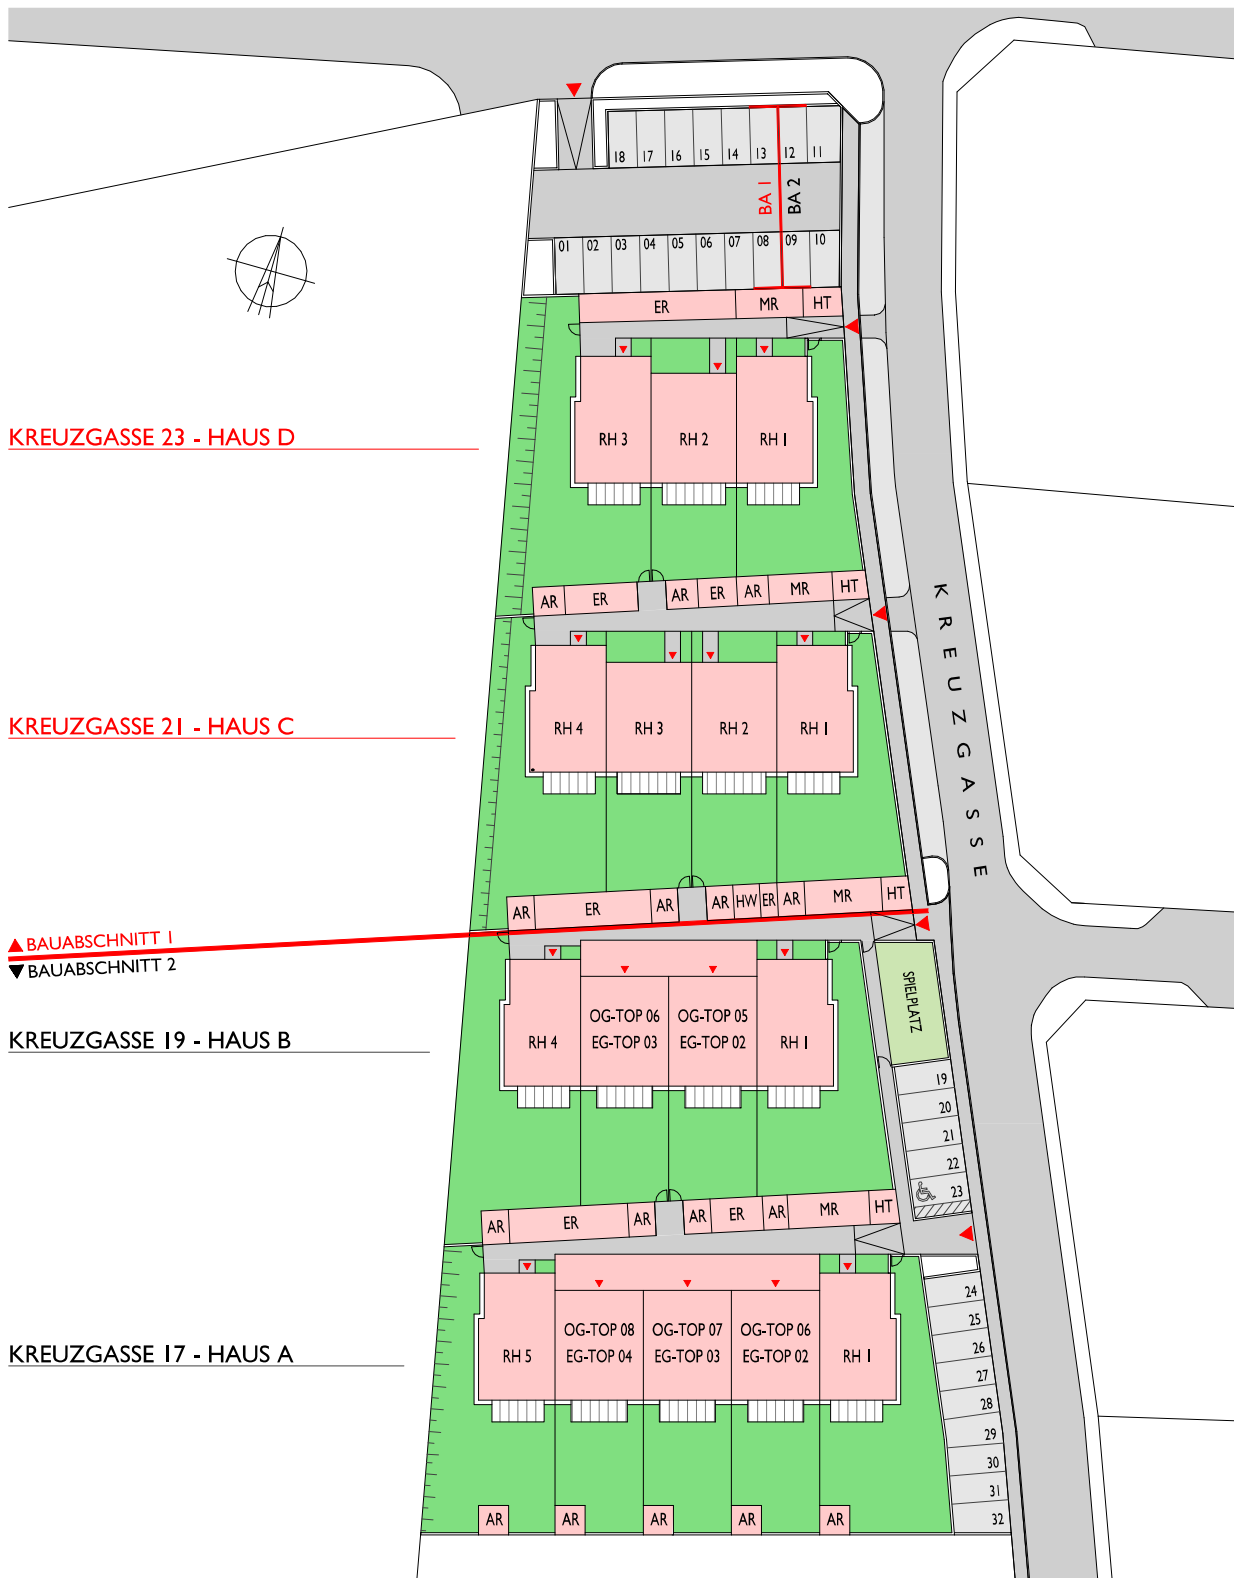 18 17 16 15 14 13 12 11
BA 1
BA 2
01 02 03 04 05 06 07 08 09 10
ER MR HT
KREUZGASSE 23 - HAUS D
RH 3 RH 2 RH 1
AR ER AR ER AR MR HT
KREUZGASSE
KREUZGASSE 21 - HAUS C
RH 4 RH 3 RH 2 RH 1
AR ER AR AR HW ER AR MR HT
BAUABSCHNITT 1
BAUABSCHNITT 2
SPIELPLATZ
KREUZGASSE 19 - HAUS B
OG-TOP 06 OG-TOP 05
RH 4 EG-TOP 03 EG-TOP 02 RH 1
19
20
21
22
23
AR ER AR AR ER AR MR HT
KREUZGASSE 17 - HAUS A
OG-TOP 08 OG-TOP 07 OG-TOP 06
RH 5 EG-TOP 04 EG-TOP 03 EG-TOP 02 RH 1
24
25
26
27
28
29
30
31
32
AR AR AR AR AR